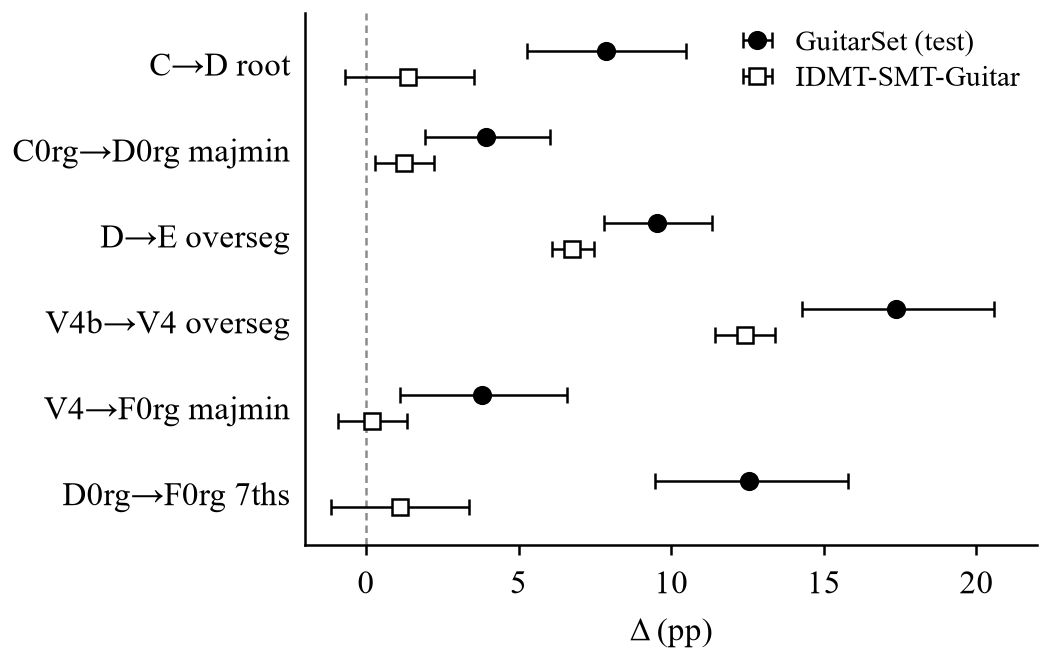 GuitarSet (test)
IDMT-SMT-Guitar
C→D root
C0rg→D0rg majmin
D→E overseg
V4b→V4 overseg
V4→F0rg majmin
D0rg→F0rg 7ths
0 5 10 15 20
Δ (pp)